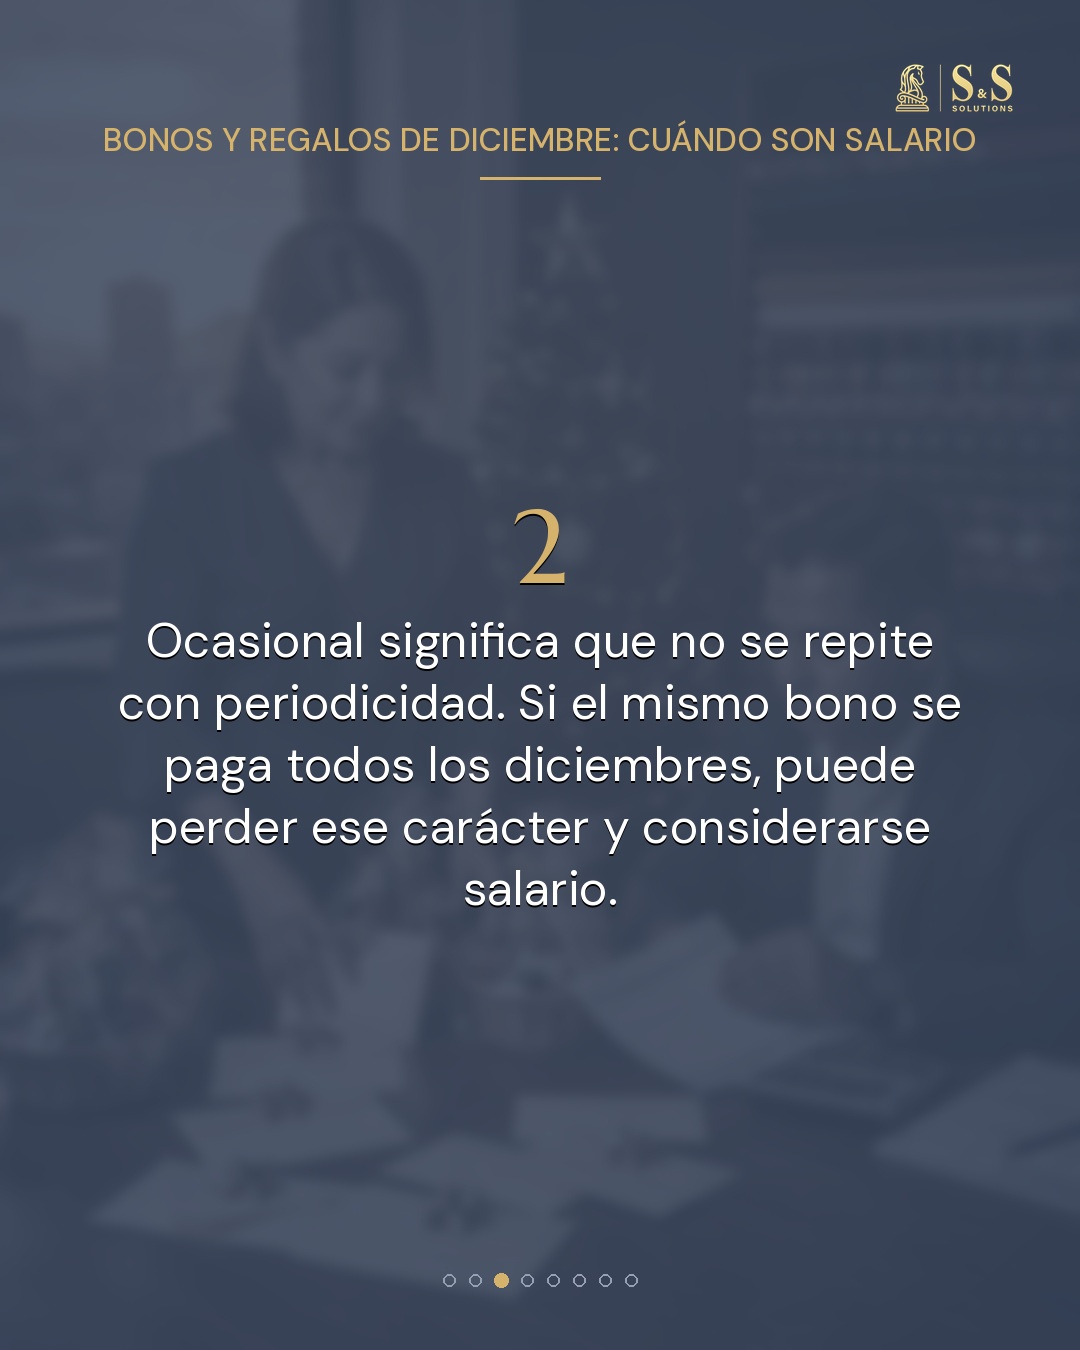 S&S
SOLUTIONS
BONOS Y REGALOS DE DICIEMBRE: CUÁNDO SON SALARIO
2
Ocasional significa que no se repite
con periodicidad. Si el mismo bono se
paga todos los diciembres, puede
perder ese carácter y considerarse
salario.